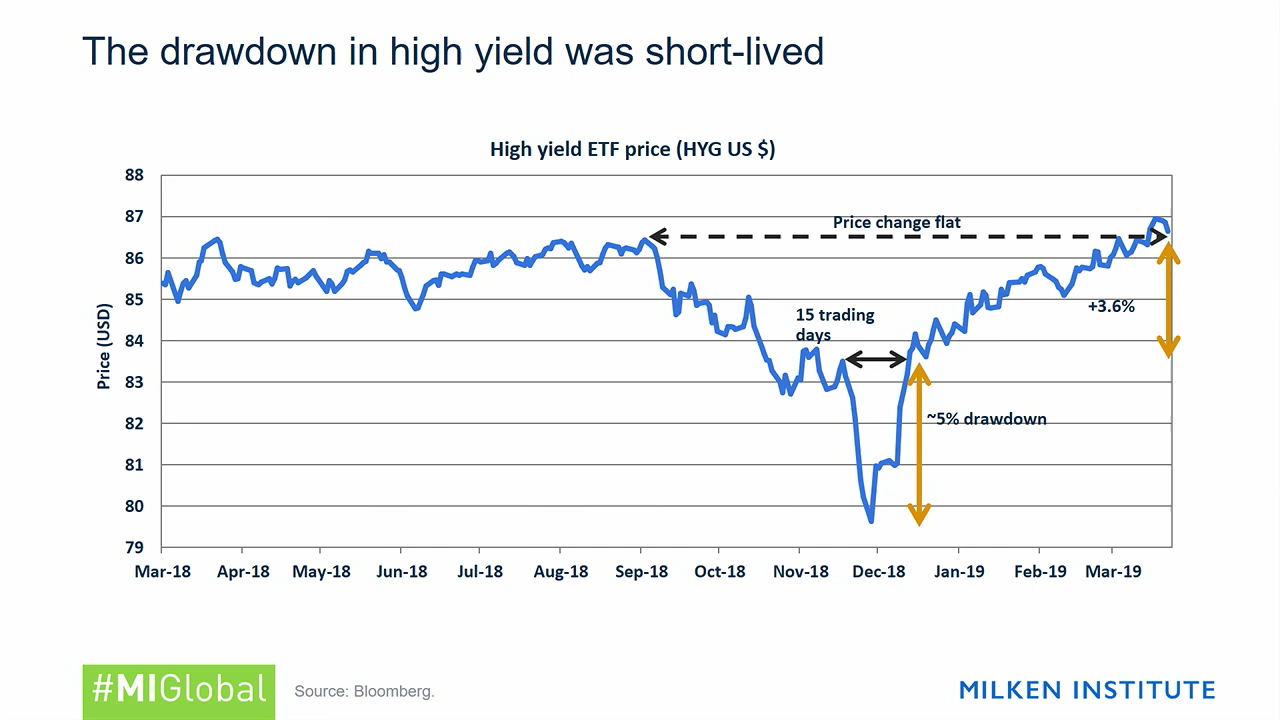 The drawdown in high yield was short-lived
High yield ETF price (HYG US $)
Price (USD)
88
87
86
85
84
83
82
81
80
79
Price change flat
+3.6%
15 trading
days
~5% drawdown
Mar-18 Apr-18 May-18 Jun-18 Jul-18 Aug-18 Sep-18 Oct-18 Nov-18 Dec-18 Jan-19 Feb-19 Mar-19
#MIGlobal
Source: Bloomberg.
MILKEN INSTITUTE